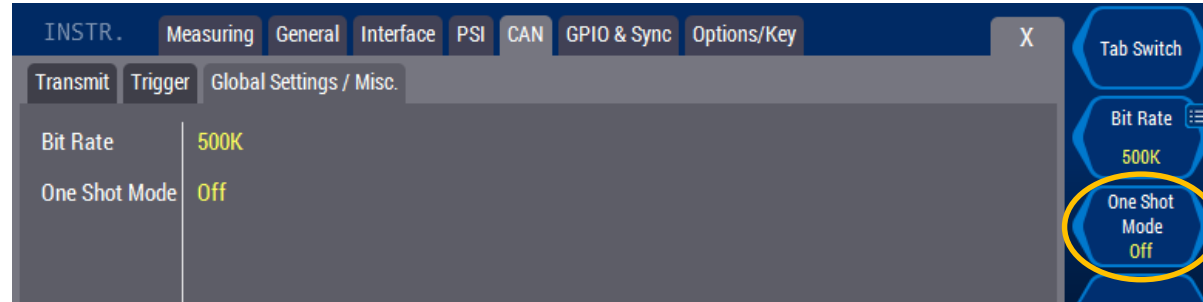 INSTR. Measuring General Interface PSI CAN GPIO & Sync Options/Key X
Transmit Trigger Global Settings / Misc.
Bit Rate 500K
One Shot Mode Off
Tab Switch
Bit Rate
500K
One Shot
Mode
Off